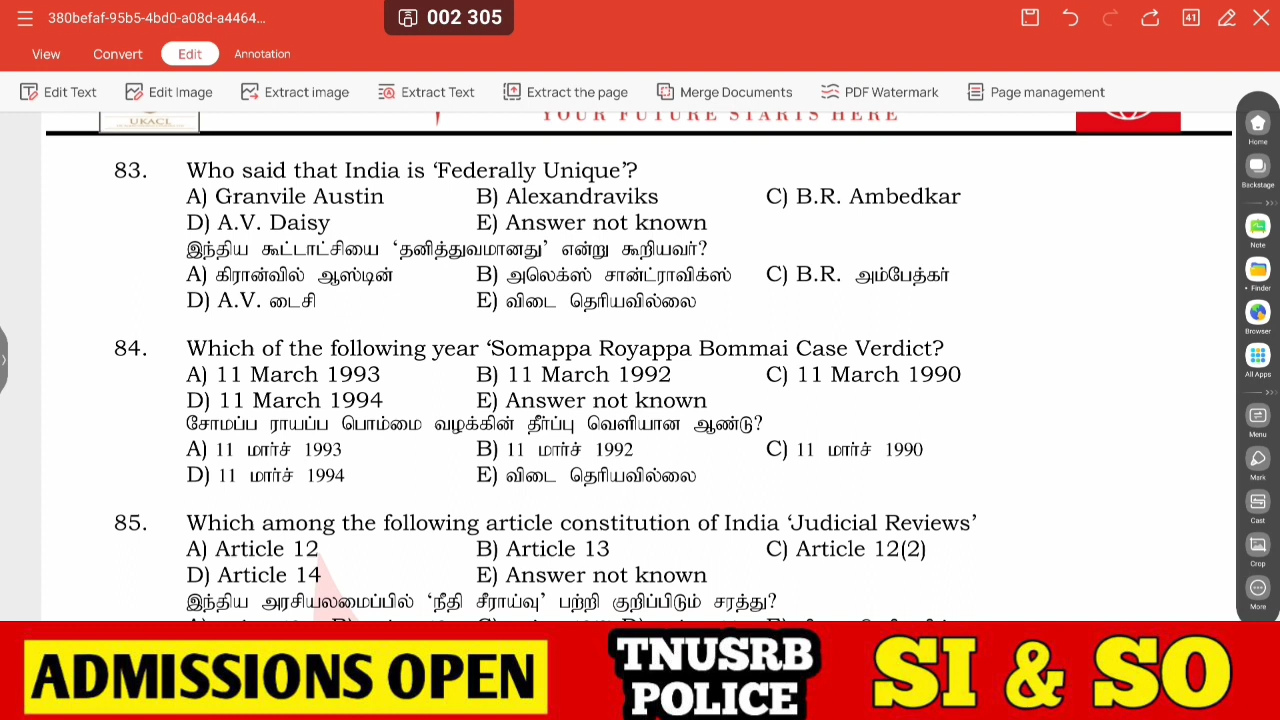 380befaf-95b5-4bd0-a08d-a4464...
002 305
41
View Convert Edit Annotation
Edit Text Edit Image Extract image Extract Text Extract the page Merge Documents PDF Watermark Page management
UKACL
YOUR FUTURE STARTS HERE
83. Who said that India is ‘Federally Unique’?
A) Granvile Austin B) Alexandraviks C) B.R. Ambedkar
D) A.V. Daisy E) Answer not known
இந்திய கூட்டாட்சியை ‘தனித்துவமானது’ என்று கூறியவர்?
A) கிரான்வில் ஆஸ்டின் B) அலெக்ஸ் சான்ட்ராவிக்ஸ் C) B.R. அம்பேத்கர்
D) A.V. டைசி E) விடை தெரியவில்லை
84. Which of the following year ‘Somappa Royappa Bommai Case Verdict?
A) 11 March 1993 B) 11 March 1992 C) 11 March 1990
D) 11 March 1994 E) Answer not known
சோமப்ப ராயப்ப பொம்மை வழக்கின் தீர்ப்பு வெளியான ஆண்டு?
A) 11 மார்ச் 1993 B) 11 மார்ச் 1992 C) 11 மார்ச் 1990
D) 11 மார்ச் 1994 E) விடை தெரியவில்லை
85. Which among the following article constitution of India ‘Judicial Reviews’
A) Article 12 B) Article 13 C) Article 12(2)
D) Article 14 E) Answer not known
இந்திய அரசியலமைப்பில் ‘நீதி சீராய்வு’ பற்றி குறிப்பிடும் சரத்து?
Home
Backstage
Note
Finder
Browser
All Apps
Menu
Mark
Cast
Crop
More
ADMISSIONS OPEN
TNUSRB
POLICE
SI & SO